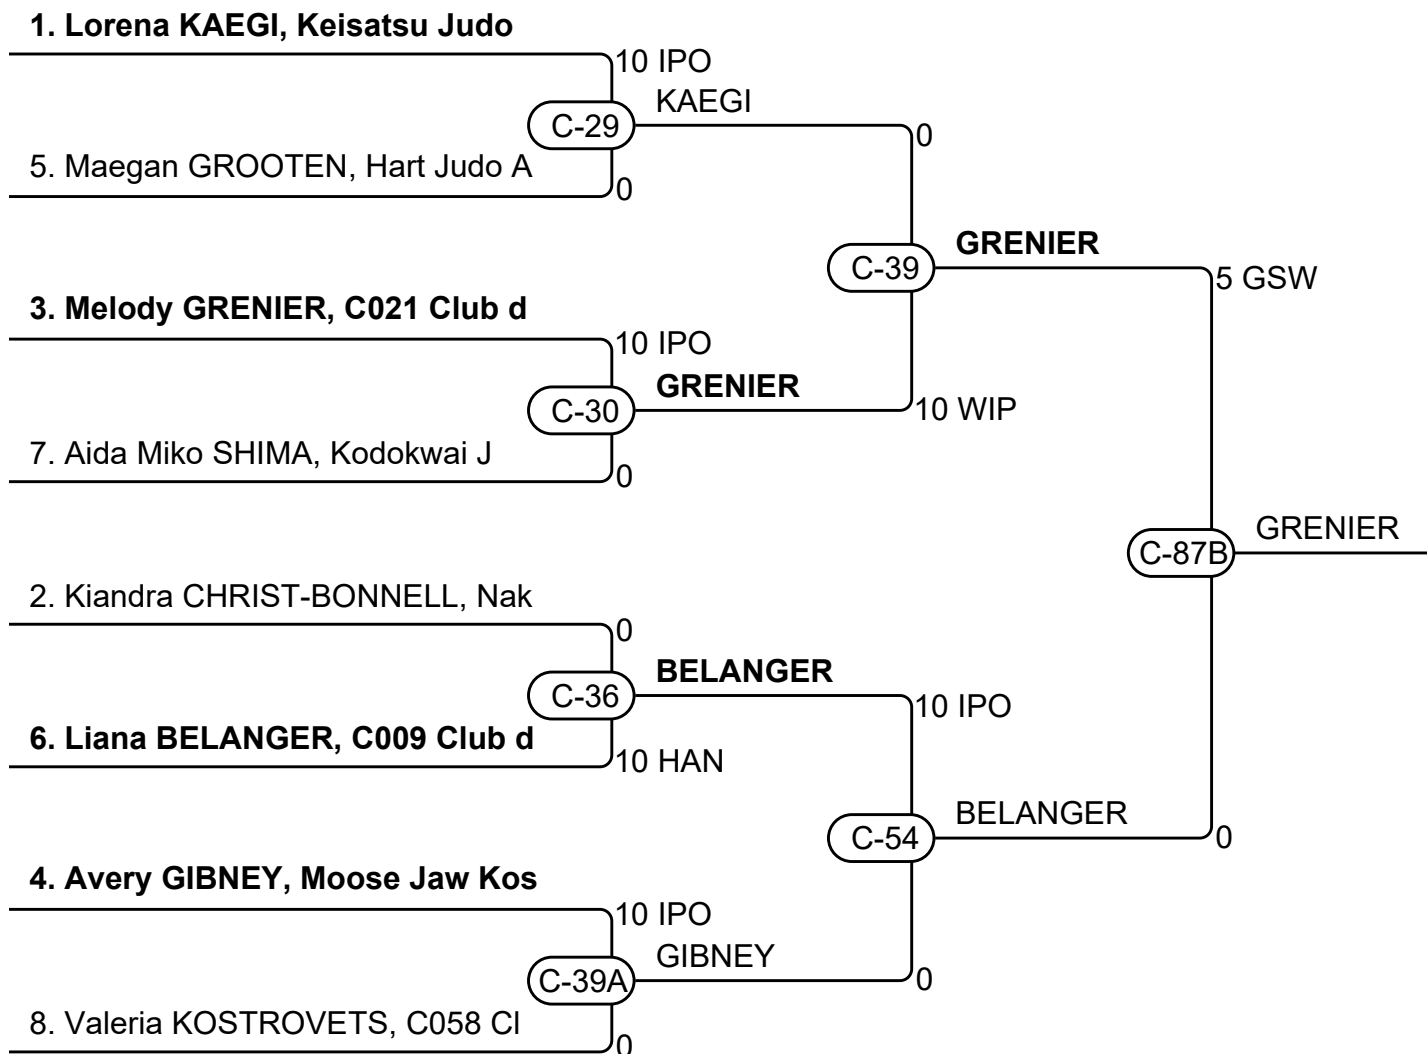 1. Lorena KAEGI, Keisatsu Judo
10 IPO
KAEGI
C-29
0
5. Maegan GROOTEN, Hart Judo A
0
GRENIER
C-39
5 GSW
3. Melody GRENIER, C021 Club d
10 IPO
GRENIER
C-30
10 WIP
7. Aida Miko SHIMA, Kodokwai J
0
GRENIER
C-87B
2. Kiandra CHRIST-BONNELL, Nak
0
BELANGER
C-36
10 IPO
6. Liana BELANGER, C009 Club d
10 HAN
BELANGER
C-54
0
4. Avery GIBNEY, Moose Jaw Kos
10 IPO
GIBNEY
C-39A
0
8. Valeria KOSTROVETS, C058 Cl
0